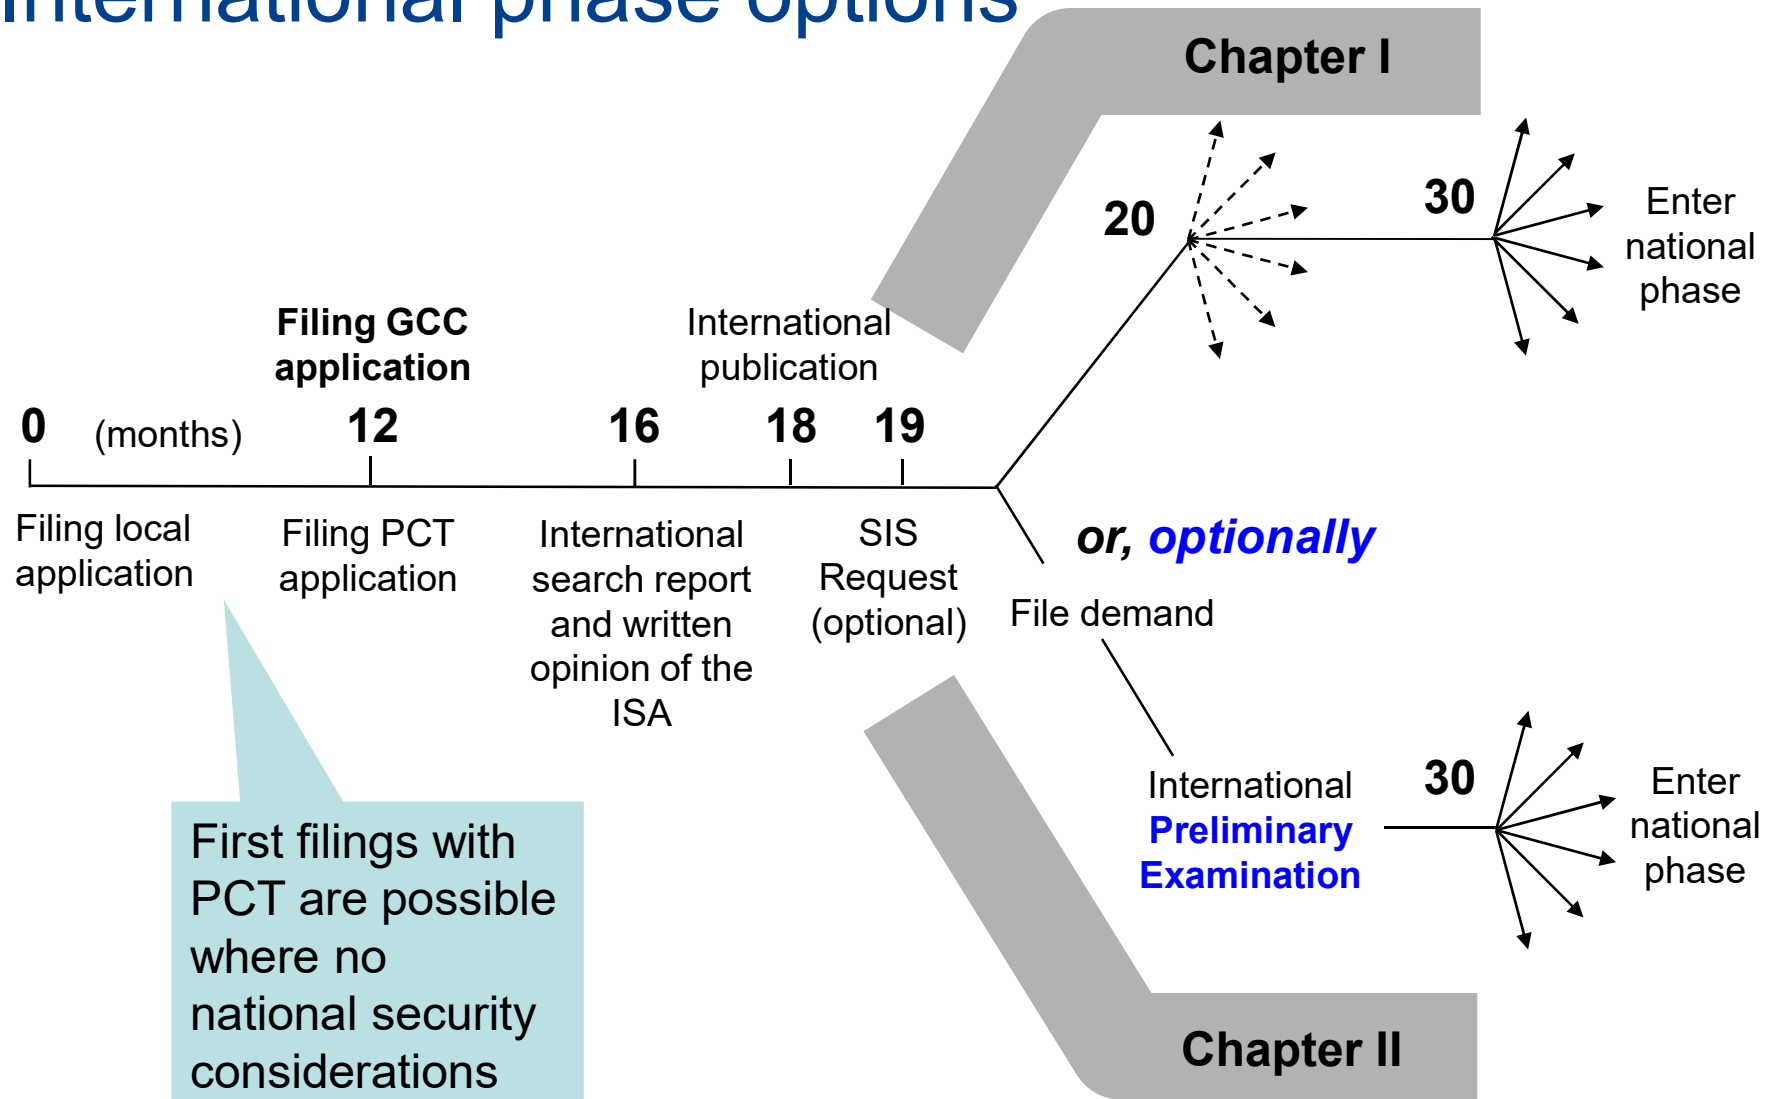 International phase options
Chapter I
20
30
Enter
national
phase
Filing GCC
application
International
publication
0
(months)
12
16
18
19
Filing local
application
Filing PCT
application
International
search report
and written
opinion of the
ISA
SIS
Request
(optional)
or, optionally
File demand
International
Preliminary
Examination
30
Enter
national
phase
First filings with
PCT are possible
where no
national security
considerations
Chapter II